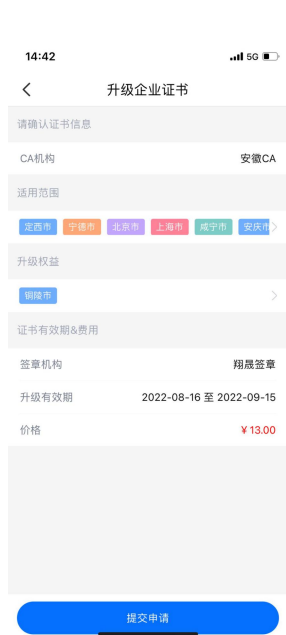 14:42
5G
升级企业证书
请确认证书信息
CA机构 安徽CA
适用范围
定西市 宁德市 北京市 上海市 咸宁市 安庆市
升级权益
铜陵市
证书有效期&费用
签章机构 翔晟签章
升级有效期 2022-08-16 至 2022-09-15
价格 ¥13.00
提交申请